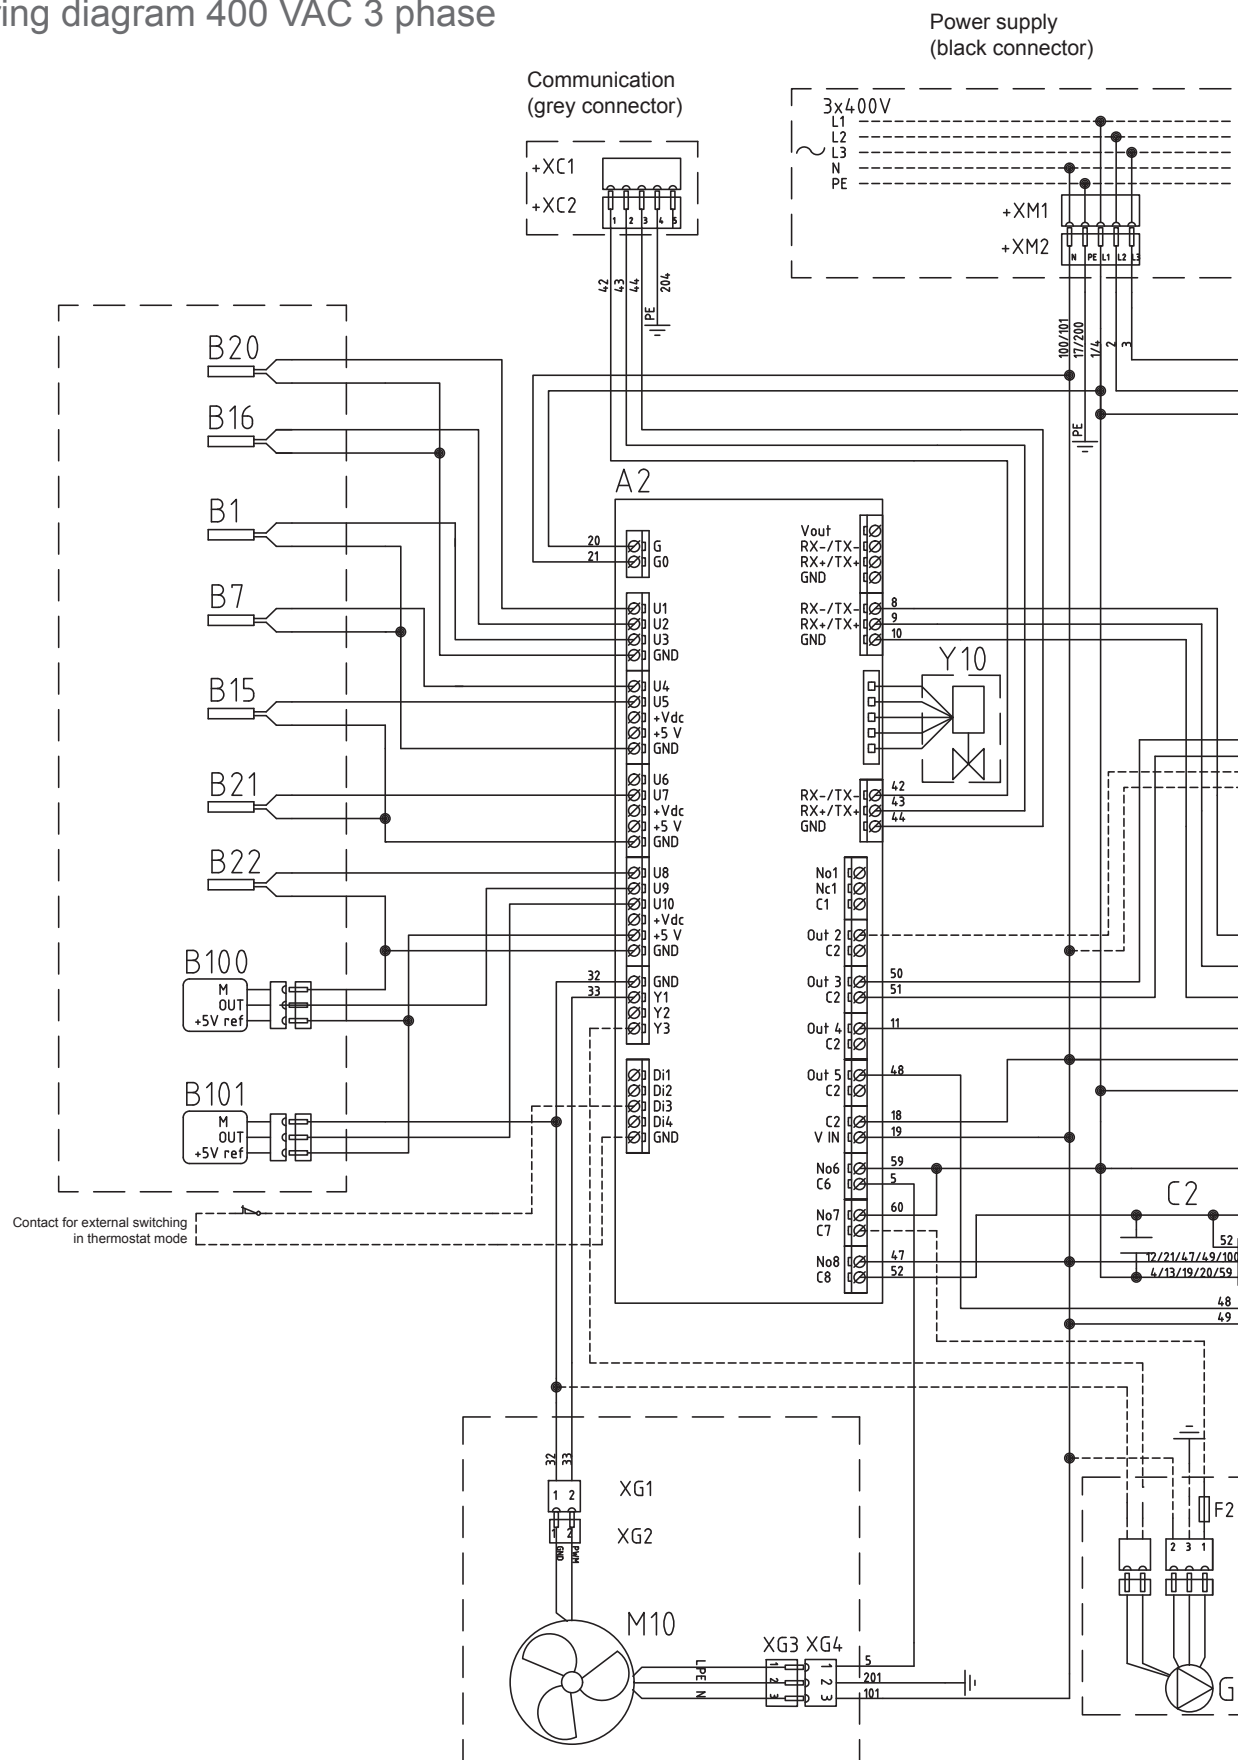 ing diagram 400 VAC 3 phase
Power supply
(black connector)
Communication
(grey connector)
3x400V
L1
L2
L3
N
PE
+XC1
+XC2
1 2 3 4 5
+XM1
+XM2
N PE L1 L2 L3
42
43
44
204
PE
100/101
17/200
1/4
2
3
PE
B20
B16
B1
B7
B15
B21
B22
B100
M
OUT
+5V ref
B101
M
OUT
+5V ref
Contact for external switching
in thermostat mode
A2
20 G
21 G0
U1
U2
U3
GND
U4
U5
+Vdc
+5 V
GND
U6
U7
+Vdc
+5 V
GND
U8
U9
U10
+Vdc
+5 V
GND
32 GND
33 Y1
Y2
Y3
Di1
Di2
Di3
Di4
GND
Vout
RX-/TX-
RX+/TX+
GND
RX-/TX- 8
RX+/TX+ 9
GND 10
Y10
RX-/TX- 42
RX+/TX+ 43
GND 44
No1
Nc1
C1
Out 2
C2
Out 3 50
C2 51
Out 4 11
C2
Out 5 48
C2
C2 18
V IN 19
No6 59
C6 5
No7 60
C7
No8 47
C8 52
C2
52
12/21/47/49/100
4/13/19/20/59
48
49
32
33
1 2
XG1
1 2
XG2
GND
PWM
M10
L PE N
XG3 XG4
1 1 5
2 2 201
3 3 101
F2
2 3 1
G